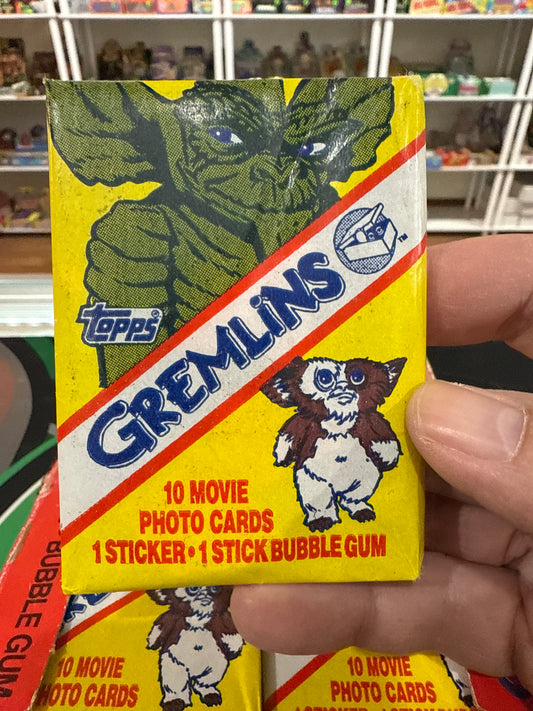 topps
GREMLINS
TM
10 MOVIE
PHOTO CARDS
1 STICKER • 1 STICK BUBBLE GUM
BUBBLE GUM
10 MOVIE
PHOTO CARDS
10 MOVIE
PHOTO CARDS